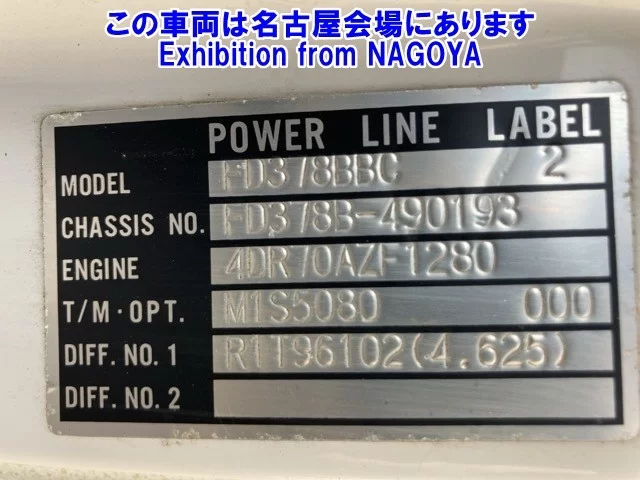 この車両は名古屋会場にあります
Exhibition from NAGOYA
POWER LINE LABEL
MODEL FD378BBC 2
CHASSIS NO. FD378B-490193
ENGINE 4DR70AZF1280
T/M·OPT. M1S5080 000
DIFF. NO. 1 R1T96102(4.625)
DIFF. NO. 2